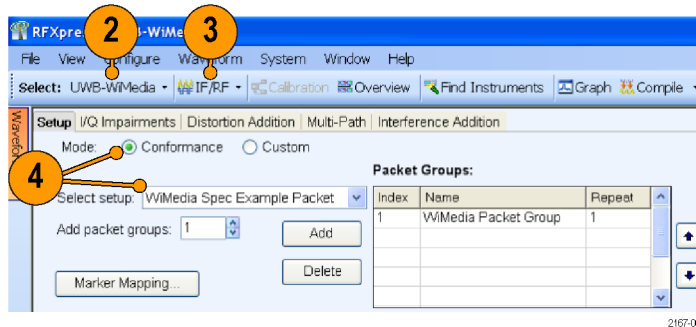 2 3
RFXpre B-WiMe
File View Configure Waveform System Window Help
Select: UWB-WiMedia IF/RF Calibration Overview Find Instruments Graph Compile
Setup I/Q Impairments Distortion Addition Multi-Path Interference Addition
Wavefo
Mode: Conformance Custom
4
Packet Groups:
Select setup: WiMedia Spec Example Packet
Index Name Repeat
1 WiMedia Packet Group 1
Add packet groups: 1 Add
Marker Mapping... Delete
2167-0